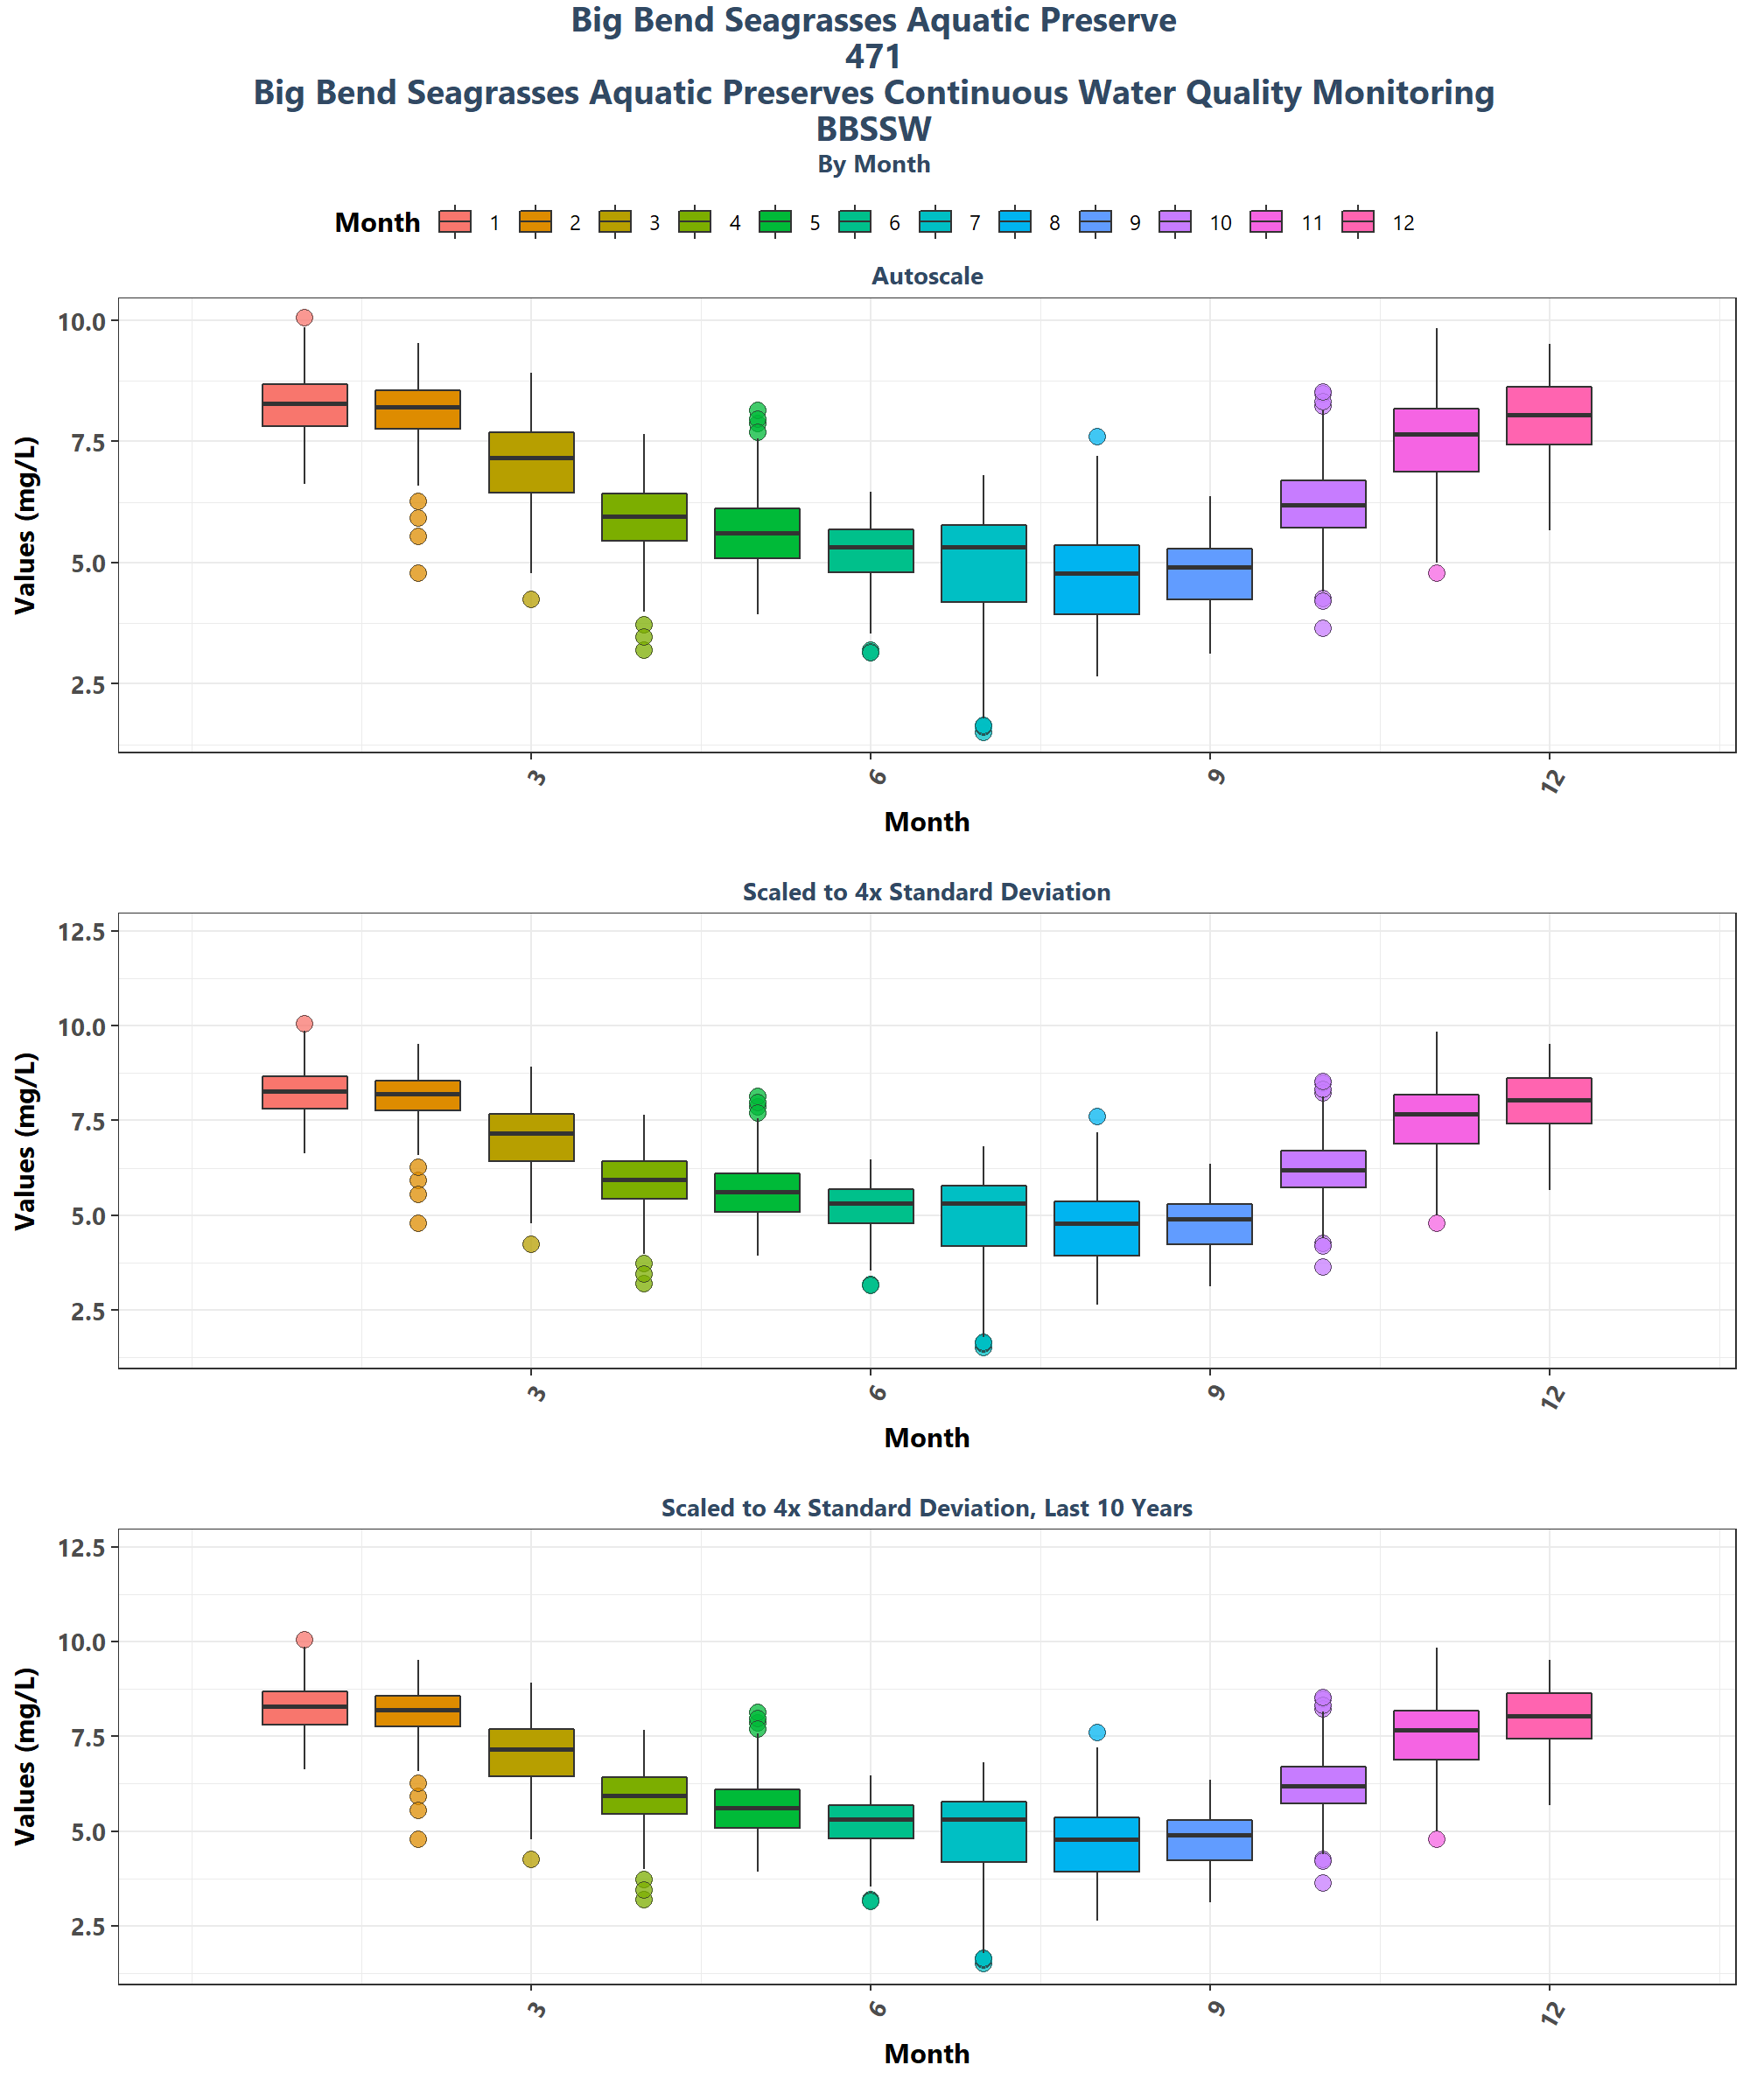 Big Bend Seagrasses Aquatic Preserve
471
Big Bend Seagrasses Aquatic Preserves Continuous Water Quality Monitoring
BBSSW
By Month
Month 1 2 3 4 5 6 7 8 9 10 11 12
Autoscale
Values (mg/L)
10.0
7.5
5.0
2.5
3 6 9 12
Month
Scaled to 4x Standard Deviation
Values (mg/L)
12.5
10.0
7.5
5.0
2.5
3 6 9 12
Month
Scaled to 4x Standard Deviation, Last 10 Years
Values (mg/L)
12.5
10.0
7.5
5.0
2.5
3 6 9 12
Month